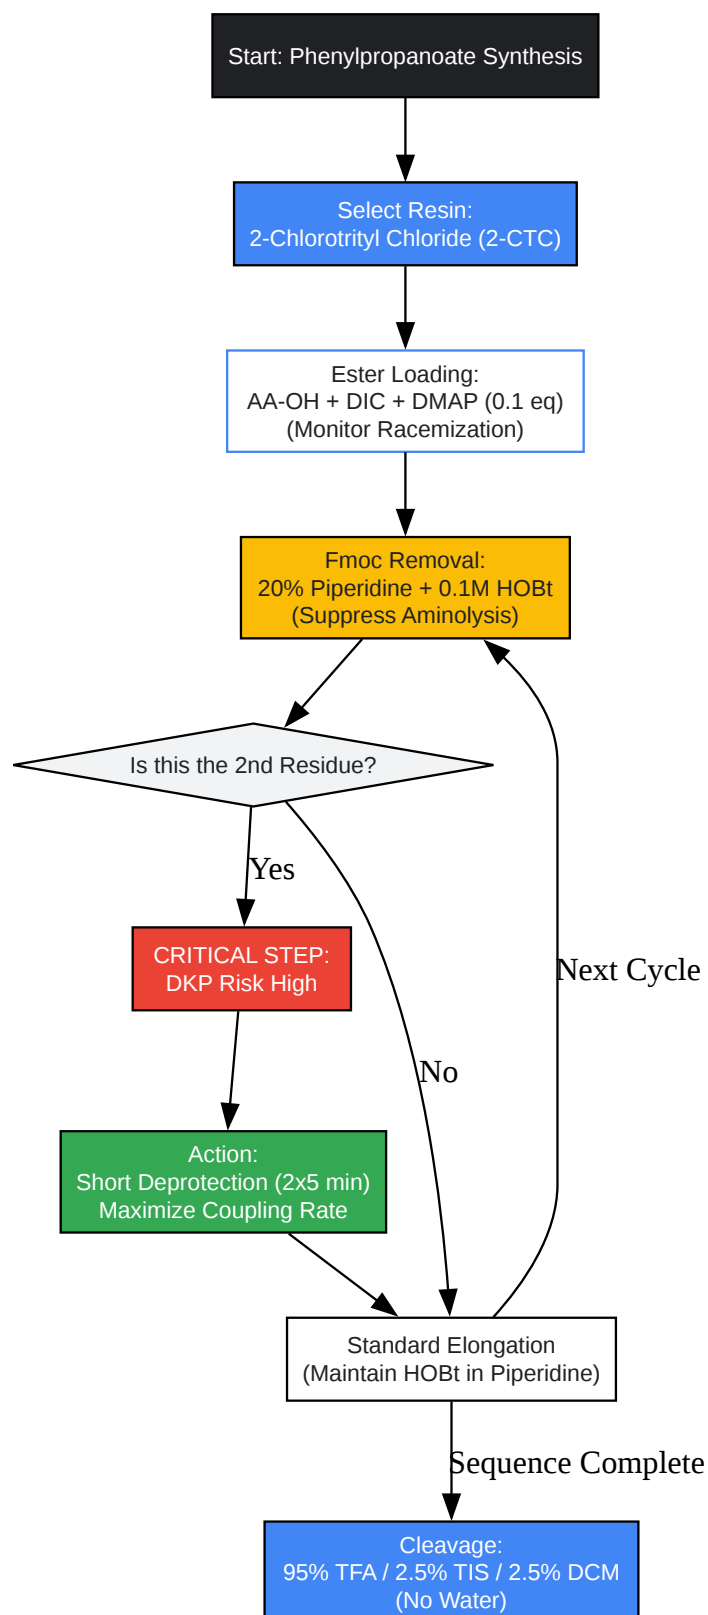 Start: Phenylpropanoate Synthesis
Select Resin:
2-Chlorotrityl Chloride (2-CTC)
Ester Loading:
AA-OH + DIC + DMAP (0.1 eq)
(Monitor Racemization)
Fmoc Removal:
20% Piperidine + 0.1M HOBt
(Suppress Aminolysis)
Is this the 2nd Residue?
Yes
CRITICAL STEP:
DKP Risk High
Next Cycle
No
Action:
Short Deprotection (2x5 min)
Maximize Coupling Rate
Standard Elongation
(Maintain HOBt in Piperidine)
Sequence Complete
Cleavage:
95% TFA / 2.5% TIS / 2.5% DCM
(No Water)